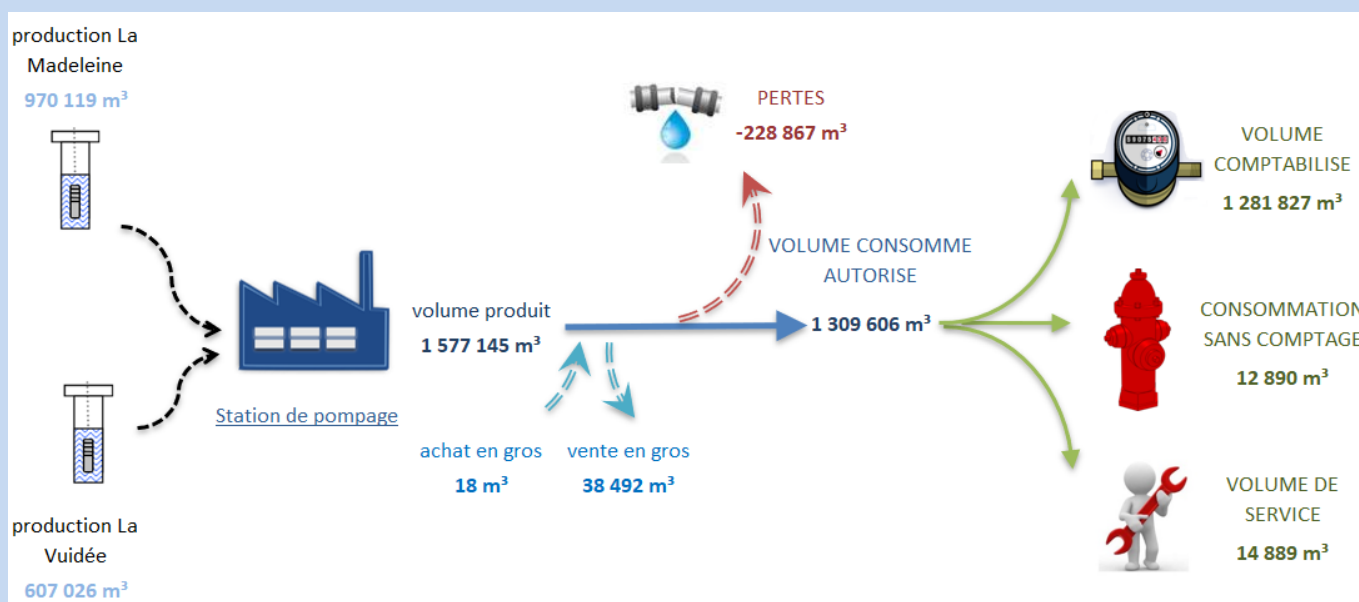 production La
Madeleine
970 119 m³
PERTES
-228 867 m³
VOLUME
COMPTABILISE
1 281 827 m³
VOLUME CONSOMME
AUTORISE
1 309 606 m³
volume produit
1 577 145 m³
CONSOMMATION
SANS COMPTAGE
12 890 m³
Station de pompage
achat en gros
18 m³
vente en gros
38 492 m³
VOLUME DE
SERVICE
14 889 m³
production La
Vuidée
607 026 m³